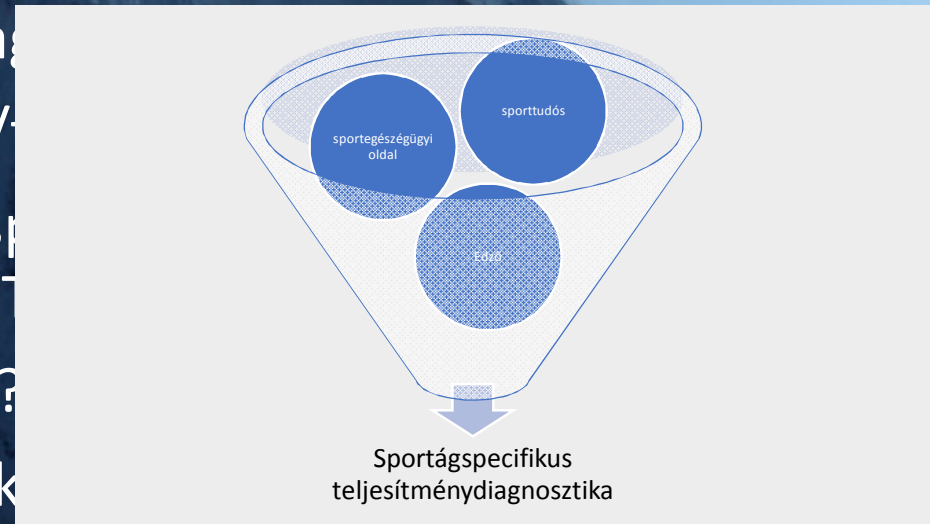 sporttudós
sportegészségügyi
oldal
Edző
Sportágspecifikus
teljesítménydiagnosztika